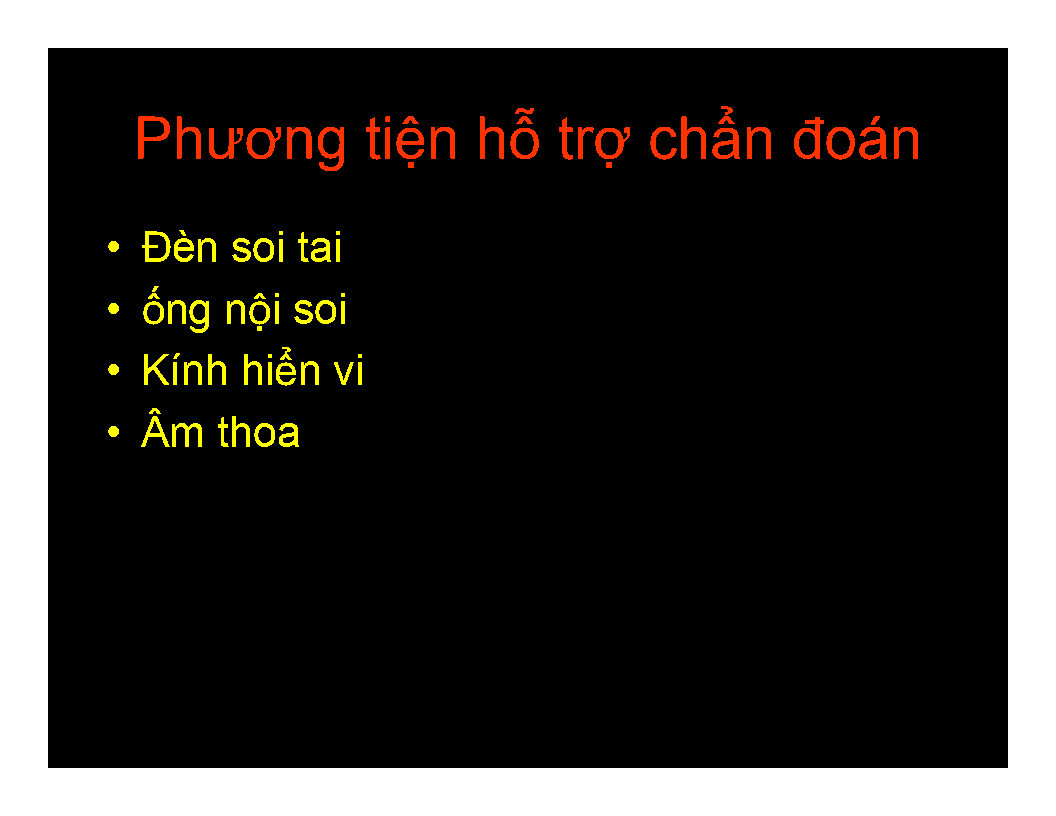 Phương tiện hỗ trợ chẩn đoán
• Đèn soi tai
• ống nội soi
• Kính hiển vi
• Âm thoa